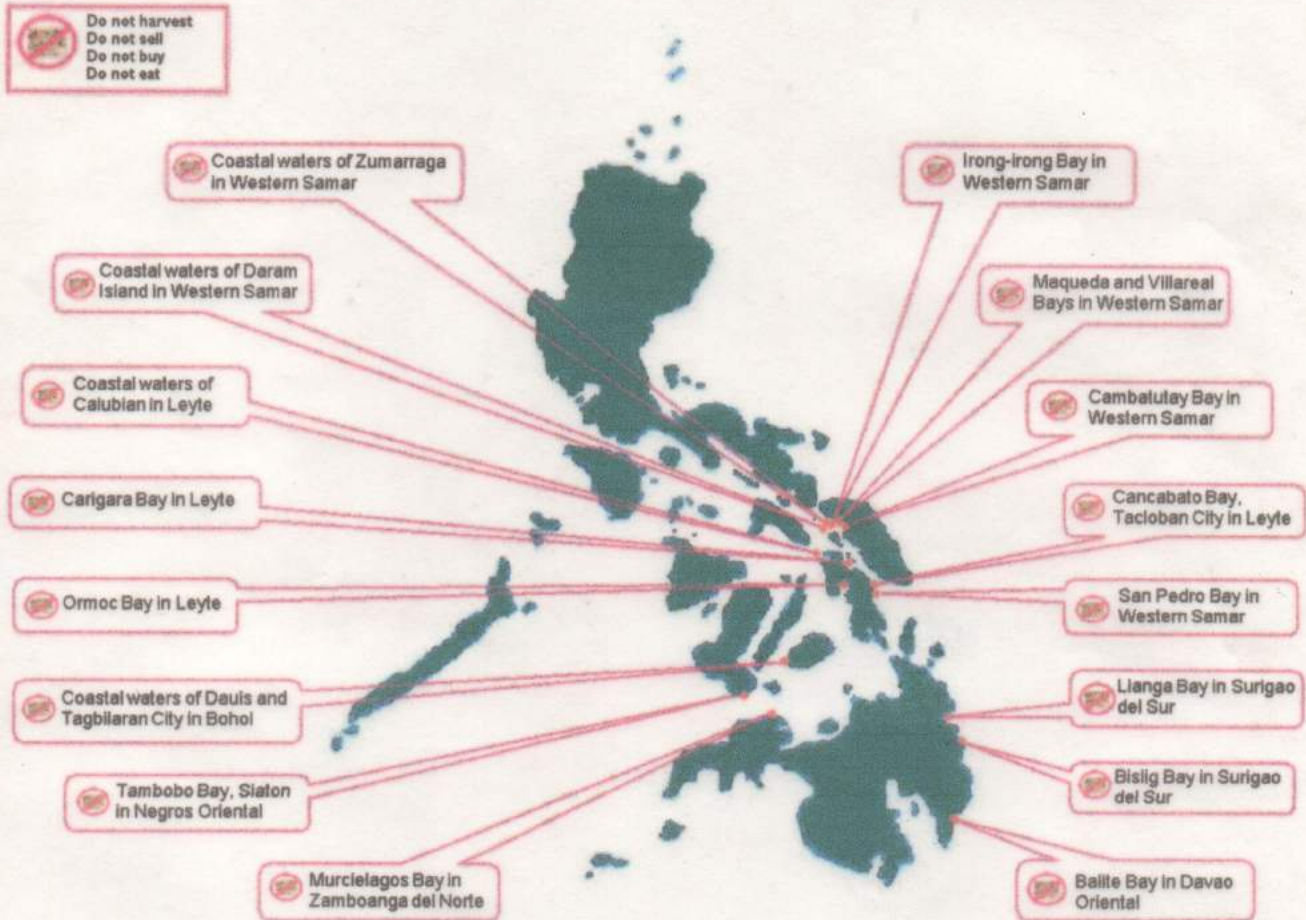 Do not harvest
Do not sell
Do not buy
Do not eat
Coastal waters of Zumarraga
in Western Samar
Irong-irong Bay in
Western Samar
Coastal waters of Daram
Island in Western Samar
Maqueda and Villareal
Bays in Western Samar
Coastal waters of
Calubian in Leyte
Cambatutay Bay in
Western Samar
Carigara Bay in Leyte
Cancabato Bay,
Tacloban City in Leyte
Ormoc Bay in Leyte
San Pedro Bay in
Western Samar
Coastal waters of Dauis and
Tagbilaran City in Bohol
Lianga Bay in Surigao
del Sur
Tambobo Bay, Siaton
in Negros Oriental
Bislig Bay in Surigao
del Sur
Murcielagos Bay in
Zamboanga del Norte
Balite Bay in Davao
Oriental